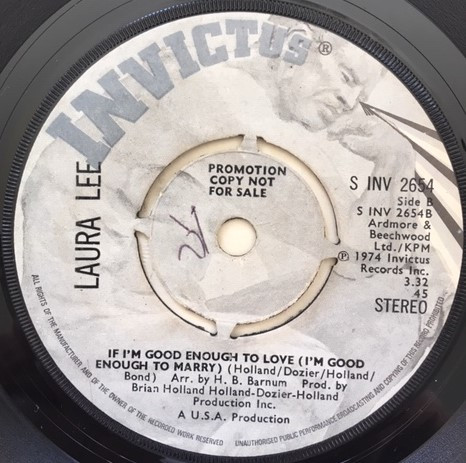 INVICTUS®
LAURA LEE
PROMOTION
COPY NOT
FOR SALE
S INV 2654
Side B
S INV 2654B
Ardmore &
Beechwood
Ltd./KPM
℗ 1974 Invictus
Records Inc.
3.32
45
STEREO
IF I'M GOOD ENOUGH TO LOVE (I'M GOOD
ENOUGH TO MARRY) (Holland/Dozier/Holland/
Bond) Arr. by H. B. Barnum Prod. by
Brian Holland Holland-Dozier-Holland
Production Inc.
A U.S.A. Production
ALL RIGHTS OF THE MANUFACTURER AND OF THE OWNER OF THE RECORDED WORK RESERVED UNAUTHORISED PUBLIC PERFORMANCE BROADCASTING AND COPYING OF THIS RECORD PROHIBITED